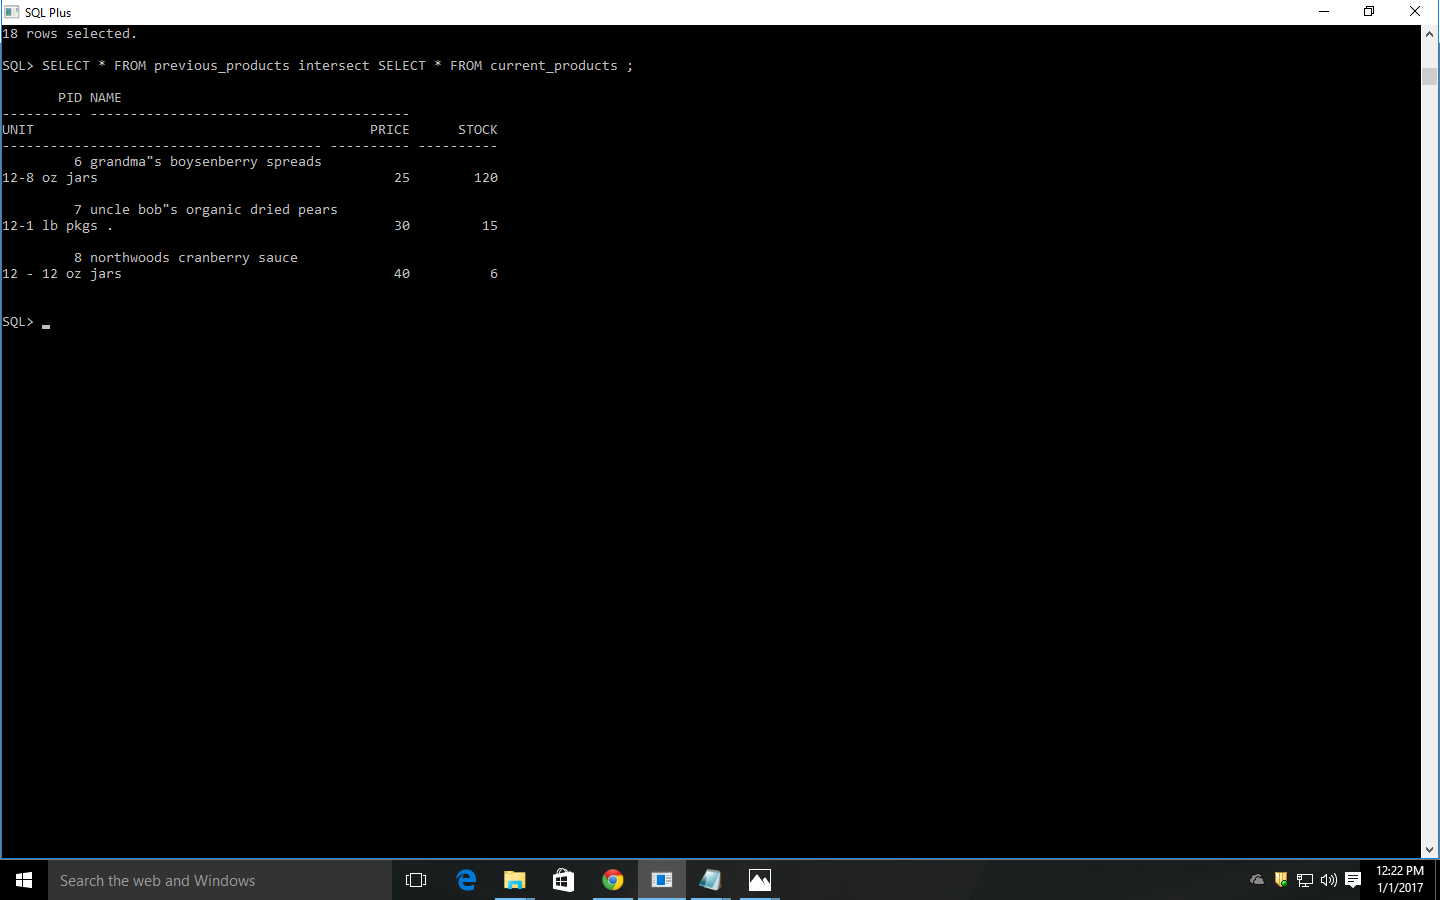 SQL Plus
18 rows selected.
SQL> SELECT * FROM previous_products intersect SELECT * FROM current_products ;
PID NAME
---------- ----------------------------------------
UNIT PRICE STOCK
---------------------------------------- ---------- ----------
6 grandma"s boysenberry spreads
12-8 oz jars 25 120
7 uncle bob"s organic dried pears
12-1 lb pkgs . 30 15
8 northwoods cranberry sauce
12 - 12 oz jars 40 6
SQL>
Search the web and Windows
12:22 PM
1/1/2017